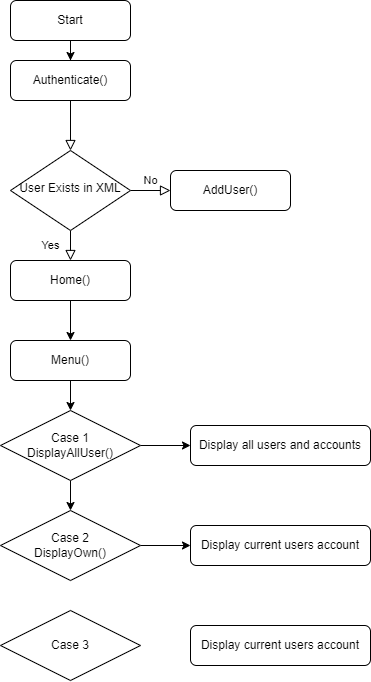 Start
Authenticate()
User Exists in XML
No
AddUser()
Yes
Home()
Menu()
Case 1
DisplayAllUser()
Display all users and accounts
Case 2
DisplayOwn()
Display current users account
Case 3
Display current users account